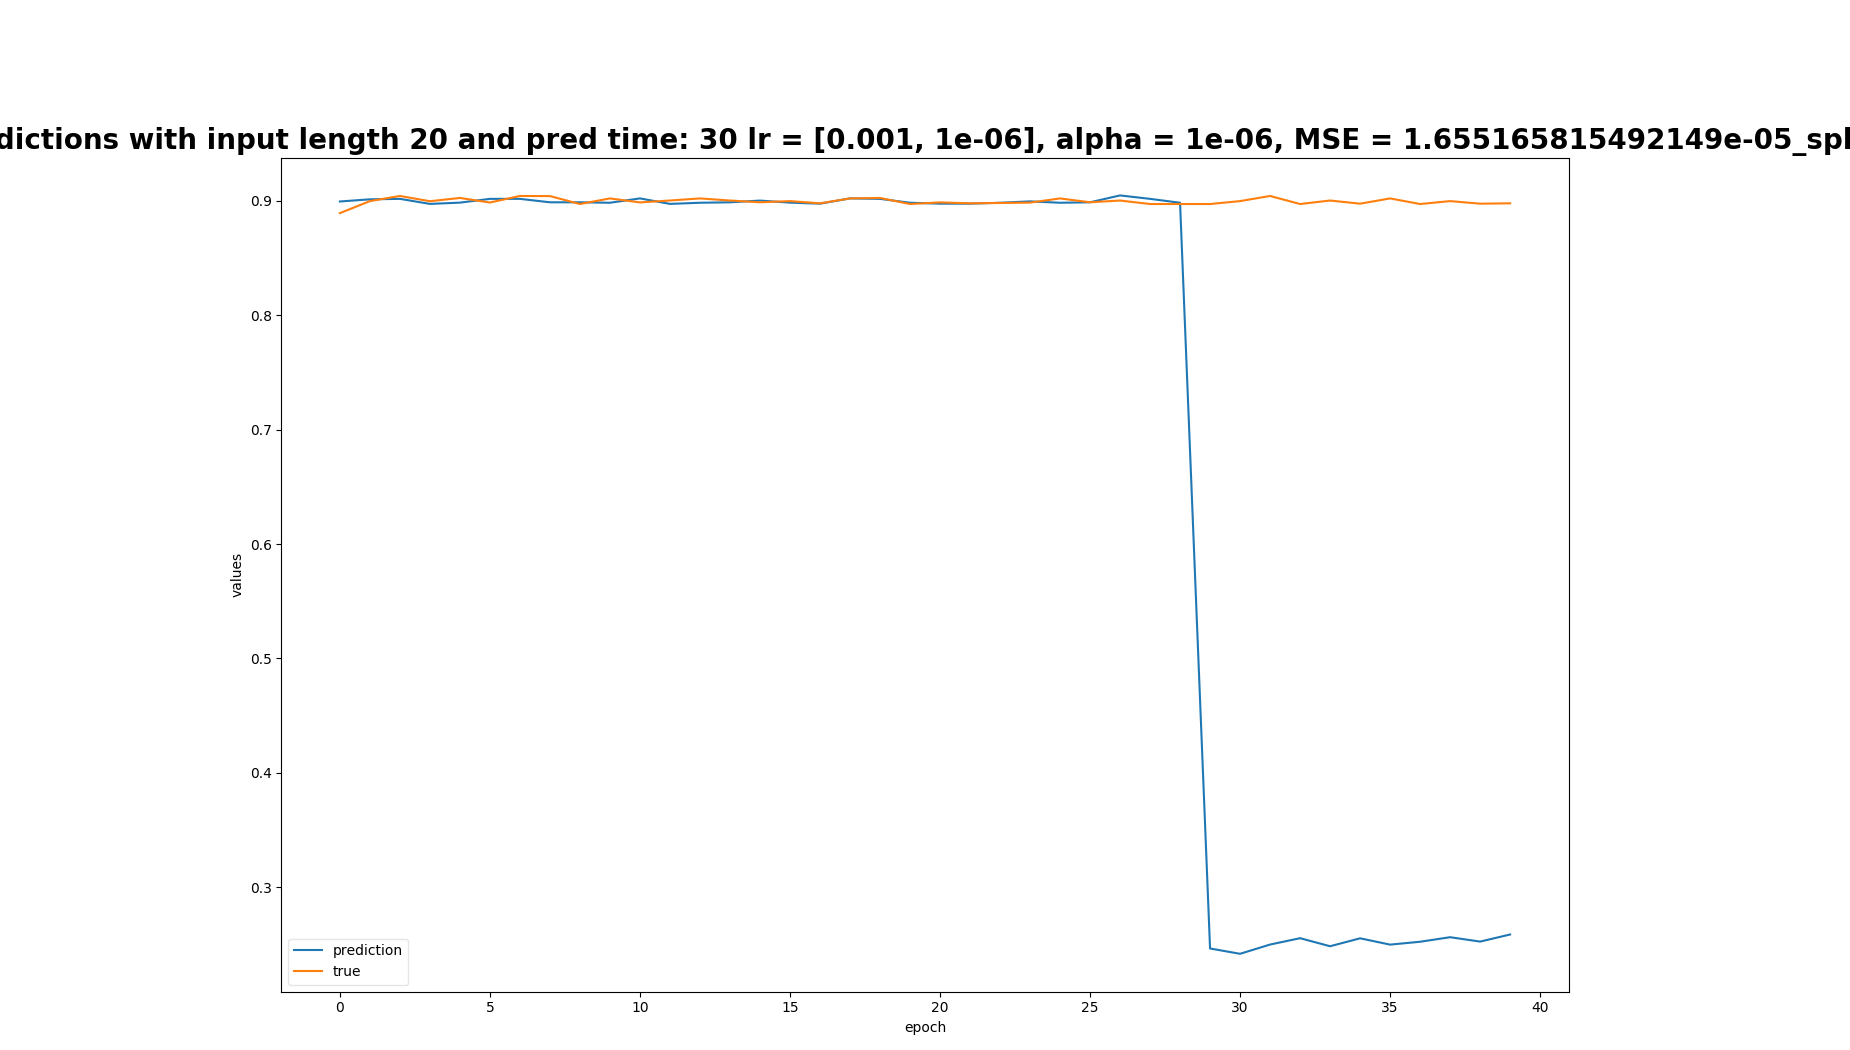 dictions with input length 20 and pred time: 30 lr = [0.001, 1e-06], alpha = 1e-06, MSE = 1.655165815492149e-05_spl
0.9
0.8
0.7
0.6
0.5
0.4
0.3
values
prediction
true
0 5 10 15 20 25 30 35 40
epoch